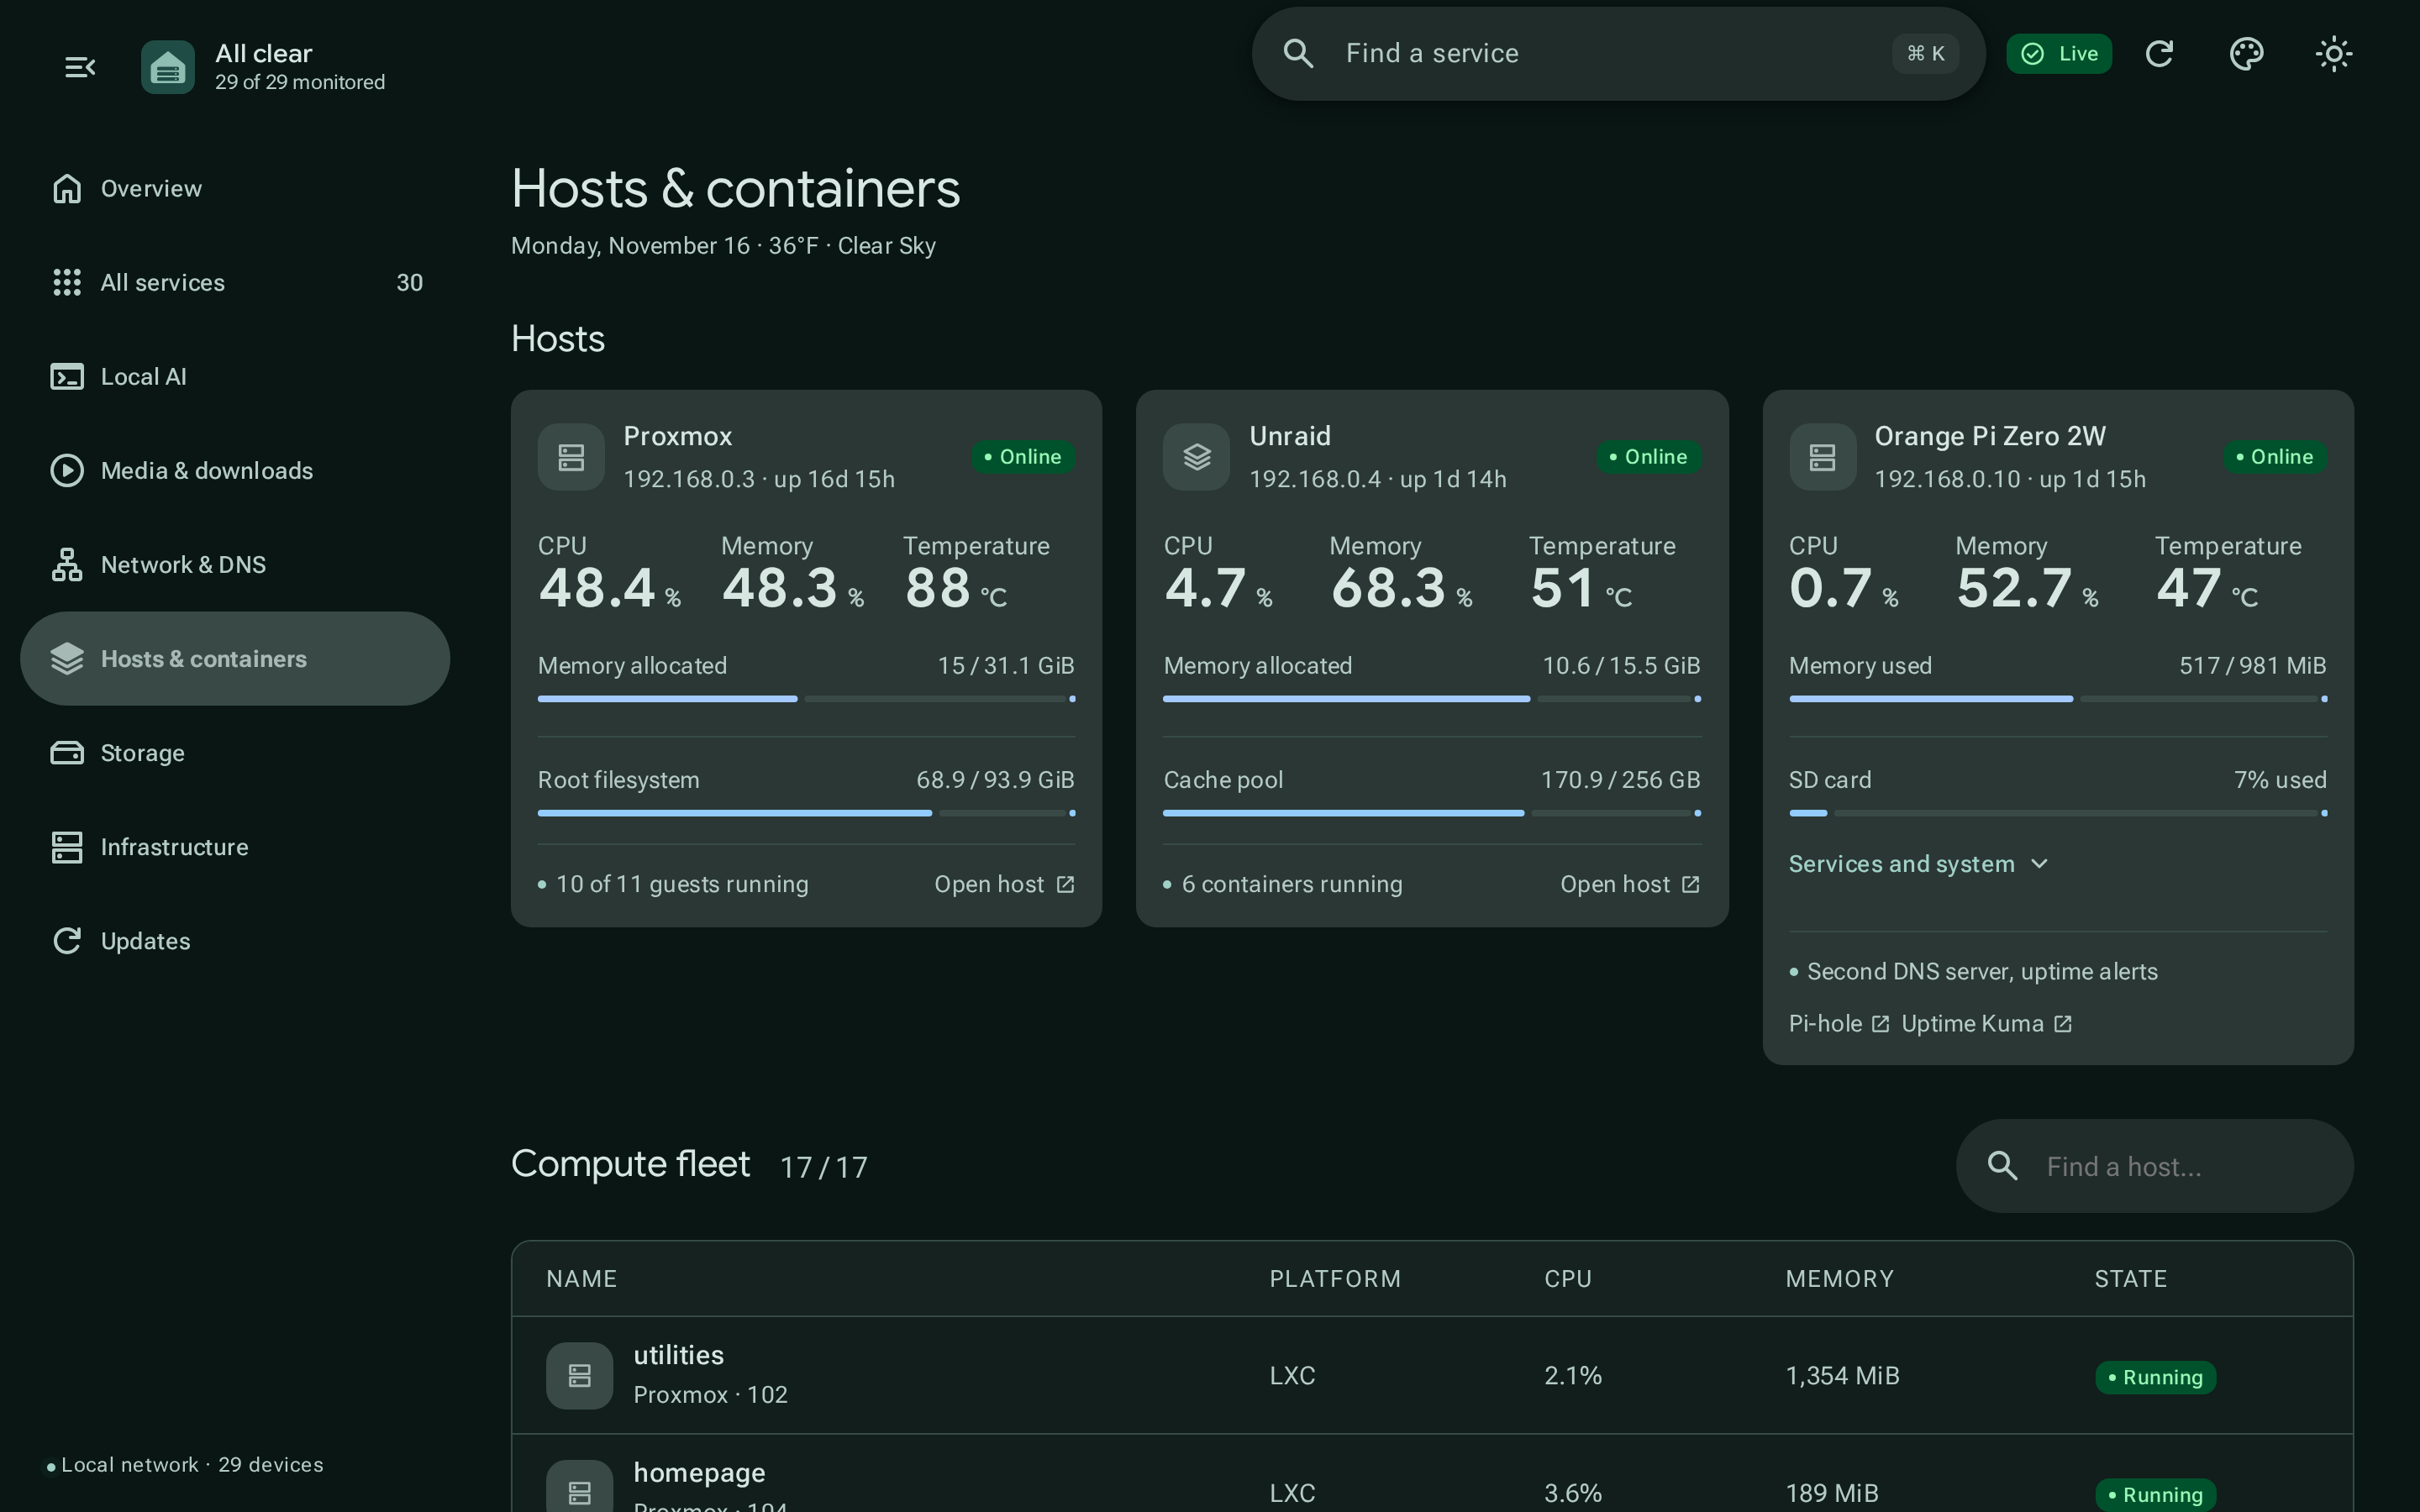 All clear
29 of 29 monitored
Find a service
⌘ K
Live
Overview
All services 30
Local AI
Media & downloads
Network & DNS
Hosts & containers
Storage
Infrastructure
Updates
Local network · 29 devices
Hosts & containers
Monday, November 16 · 36°F · Clear Sky
Hosts
Proxmox
192.168.0.3 · up 16d 15h
• Online
CPU Memory Temperature
48.4 % 48.3 % 88 °C
Memory allocated 15 / 31.1 GiB
Root filesystem 68.9 / 93.9 GiB
• 10 of 11 guests running Open host
Unraid
192.168.0.4 · up 1d 14h
• Online
CPU Memory Temperature
4.7 % 68.3 % 51 °C
Memory allocated 10.6 / 15.5 GiB
Cache pool 170.9 / 256 GB
• 6 containers running Open host
Orange Pi Zero 2W
192.168.0.10 · up 1d 15h
• Online
CPU Memory Temperature
0.7 % 52.7 % 47 °C
Memory used 517 / 981 MiB
SD card 7% used
Services and system
• Second DNS server, uptime alerts
Pi-hole Uptime Kuma
Compute fleet 17 / 17
Find a host...
NAME PLATFORM CPU MEMORY STATE
utilities
Proxmox · 102
LXC 2.1% 1,354 MiB • Running
homepage
Proxmox · 104
LXC 3.6% 189 MiB • Running